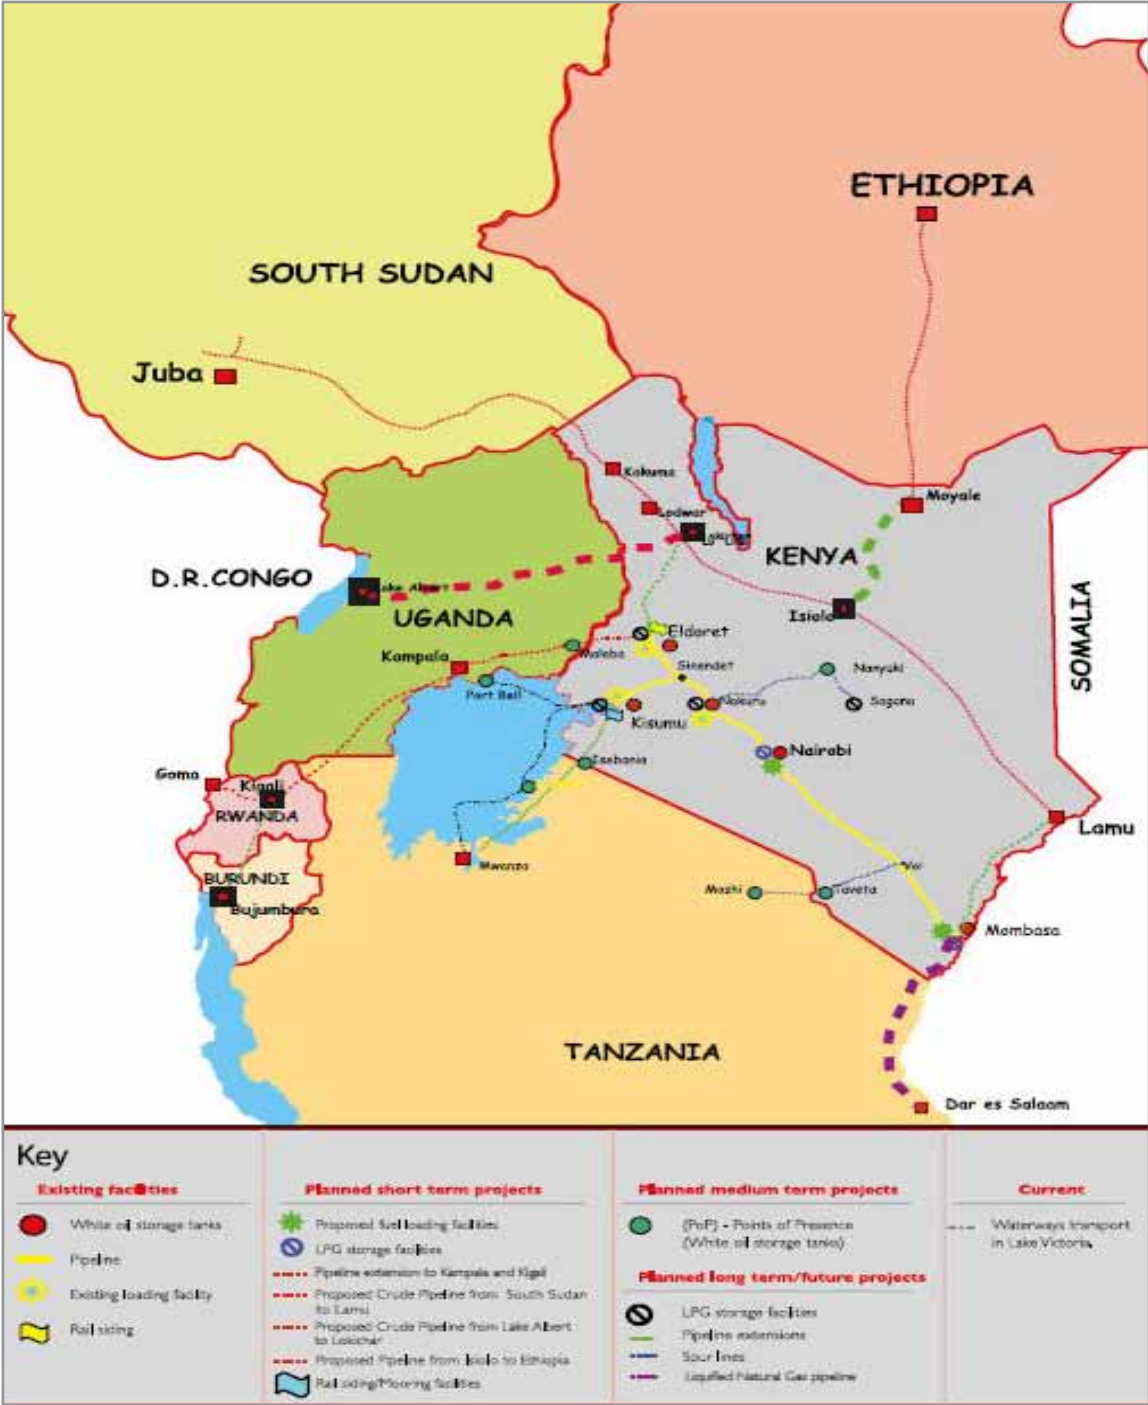 ETHIOPIA
SOUTH SUDAN
Juba
Kakuma
Lodwar
Moyale
KENYA
D.R.CONGO
Lake Albert
UGANDA
Isiolo
SOMALIA
Eldoret
Kampala
Malaba
Sinendet
Nanyuki
Port Bell
Nakuru
Sagana
Kisumu
Nairobi
Isebania
Goma
Kigali
RWANDA
Lamu
Mwanza
Voi
BURUNDI
Moshi
Taveta
Bujumbura
Mombasa
TANZANIA
Dar es Salaam
Key
Existing facilities
White oil storage tanks
Pipeline
Existing loading facility
Rail siding
Planned short term projects
Proposed fuel loading facilities
LPG storage facilities
Pipeline extension to Kampala and Kigali
Proposed Crude Pipeline from South Sudan
to Lamu
Proposed Crude Pipeline from Lake Albert
to Lokichar
Proposed Pipeline from Isiolo to Ethiopia
Rail siding/Mooring facilities
Planned medium term projects
(PoP) - Points of Presence
(White oil storage tanks)
Planned long term/future projects
LPG storage facilities
Pipeline extensions
Spur lines
Liquified Natural Gas pipeline
Current
Waterways transport
in Lake Victoria.